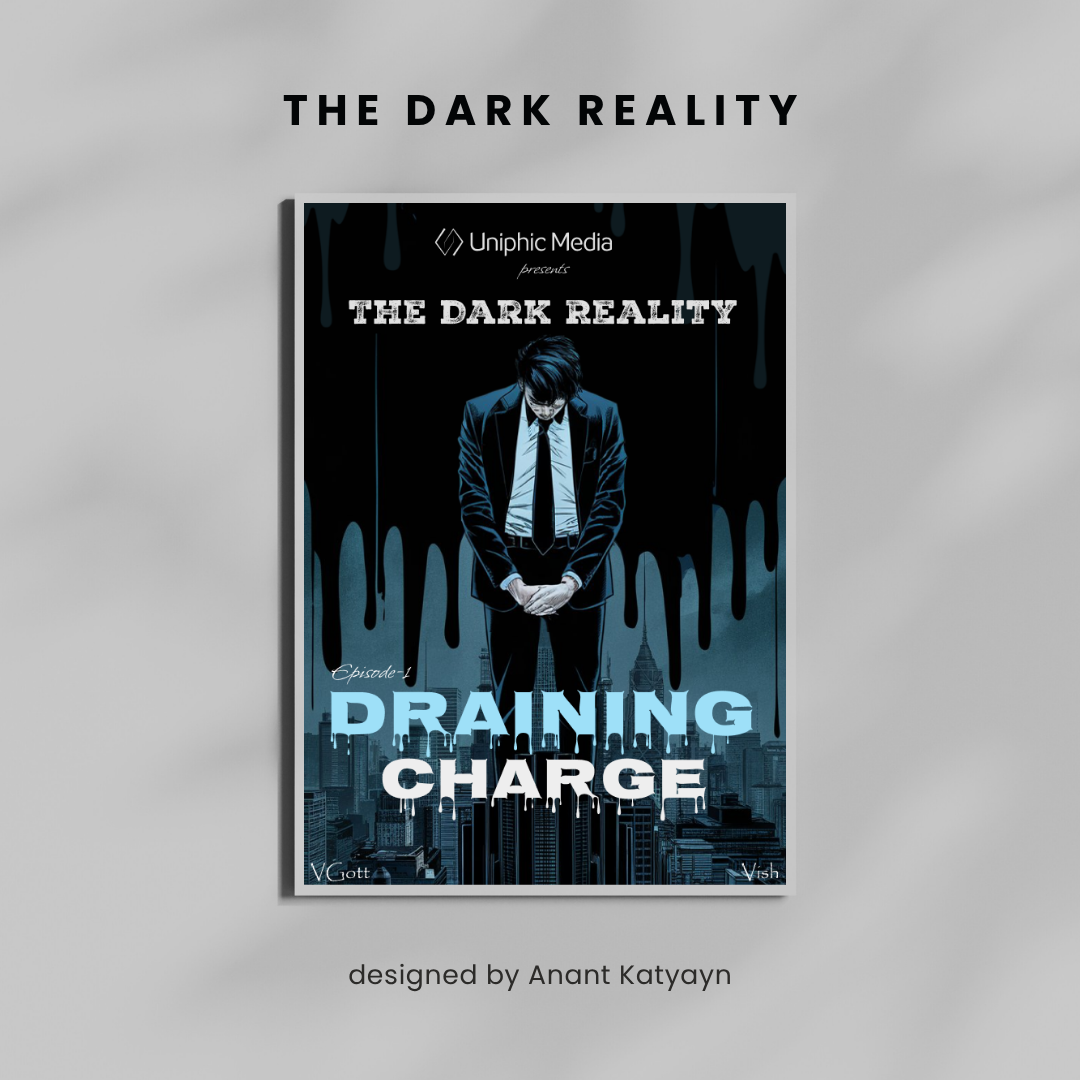 THE DARK REALITY
Uniphic Media
presents
THE DARK REALITY
Episode-1
DRAINING
CHARGE
VGott
Vish
designed by Anant Katyayn